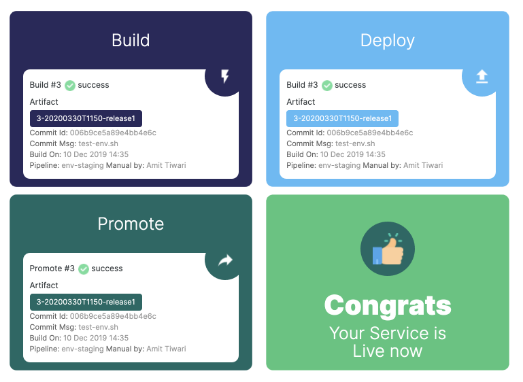 Build
Build #3 success
Artifact
3-20200330T1150-release1
Commit Id: 006b9ce5a89e4bb4e6c
Commit Msg: test-env.sh
Build On: 10 Dec 2019 14:35
Pipeline: env-staging Manual by: Amit Tiwari
Deploy
Build #3 success
Artifact
3-20200330T1150-release1
Commit Id: 006b9ce5a89e4bb4e6c
Commit Msg: test-env.sh
Build On: 10 Dec 2019 14:35
Pipeline: env-staging Manual by: Amit Tiwari
Promote
Promote #3 success
Artifact
3-20200330T1150-release1
Commit Id: 006b9ce5a89e4bb4e6c
Commit Msg: test-env.sh
Build On: 10 Dec 2019 14:35
Pipeline: env-staging Manual by: Amit Tiwari
Congrats
Your Service is
Live now